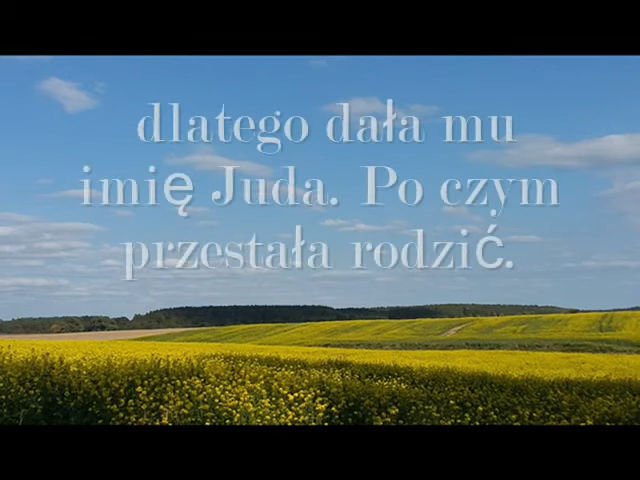 dlatego dała mu
imię Juda. Po czym
przestała rodzić.